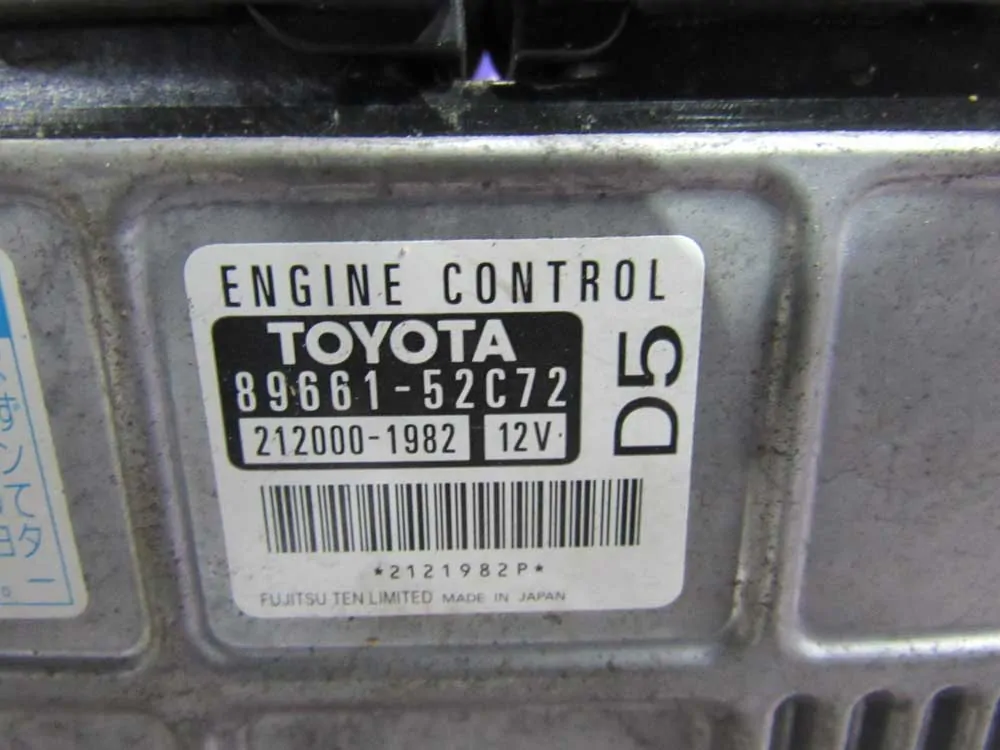 ENGINE CONTROL
TOYOTA
89661-52C72
212000-1982 12V
D5
*2121982P*
FUJITSU TEN LIMITED MADE IN JAPAN